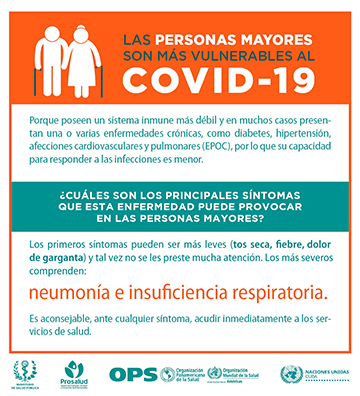 LAS PERSONAS MAYORES
SON MÁS VULNERABLES AL
COVID-19
Porque poseen un sistema inmune más débil y en muchos casos presen-
tan una o varias enfermedades crónicas, como diabetes, hipertensión,
afecciones cardiovasculares y pulmonares (EPOC), por lo que su capacidad
para responder a las infecciones es menor.
¿CUÁLES SON LOS PRINCIPALES SÍNTOMAS
QUE ESTA ENFERMEDAD PUEDE PROVOCAR
EN LAS PERSONAS MAYORES?
Los primeros síntomas pueden ser más leves (tos seca, fiebre, dolor
de garganta) y tal vez no se les preste mucha atención. Los más severos
comprenden:
neumonía e insuficiencia respiratoria.
Es aconsejable, ante cualquier síntoma, acudir inmediatamente a los ser-
vicios de salud.
MINISTERIO
DE SALUD PÚBLICA
Prosalud
OPS
Organización
Panamericana
de la Salud
Organización
Mundial de la Salud
Américas
NACIONES UNIDAS
CUBA